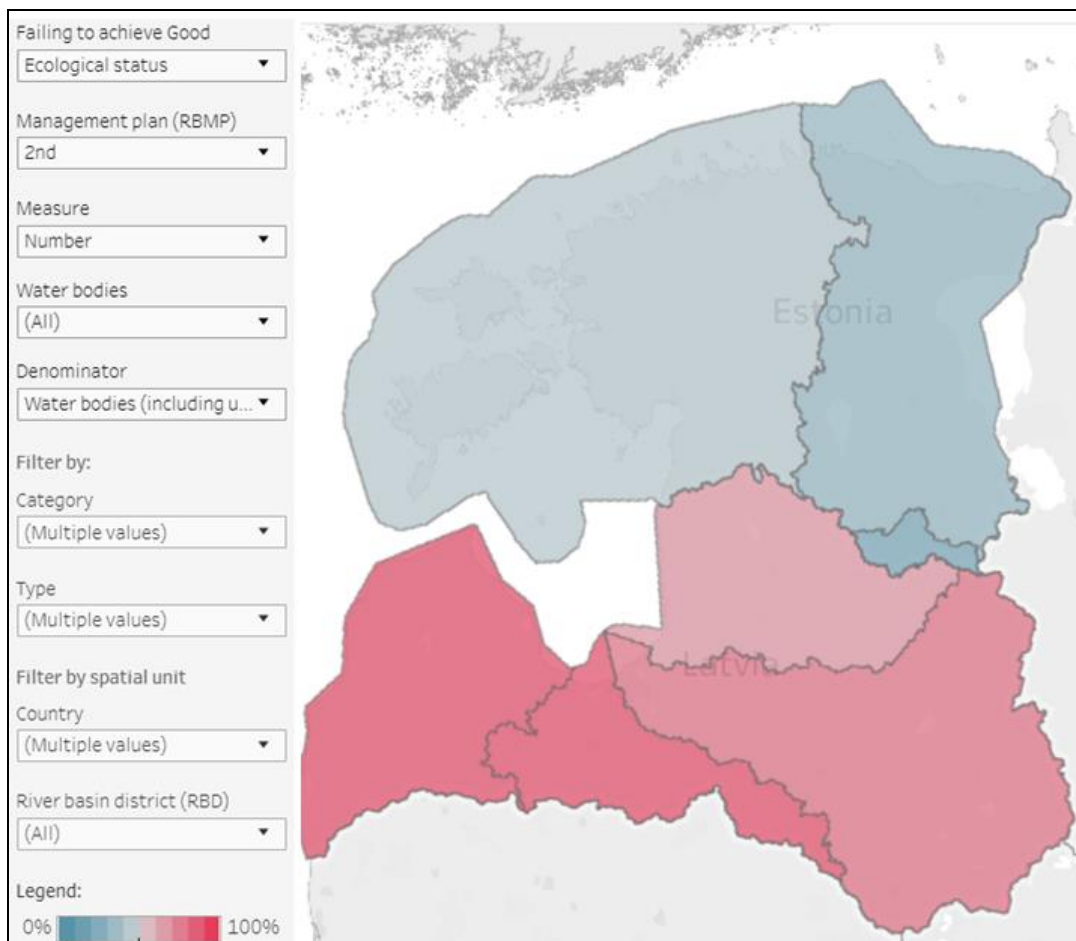 Failing to achieve Good
Ecological status
Management plan (RBMP)
2nd
Measure
Number
Water bodies
(All)
Denominator
Water bodies (including u...
Filter by:
Category
(Multiple values)
Type
(Multiple values)
Filter by spatial unit
Country
(Multiple values)
River basin district (RBD)
(All)
Legend:
0% 100%
Estonia
Latvia